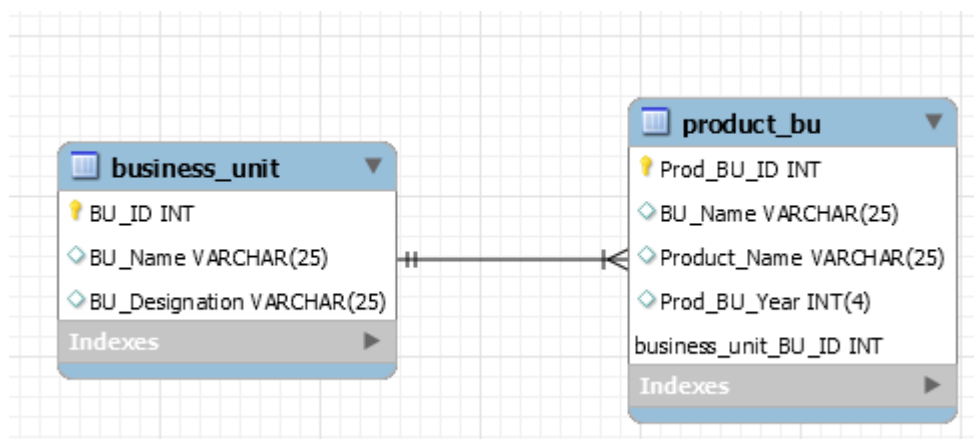 business_unit
BU_ID INT
BU_Name VARCHAR(25)
BU_Designation VARCHAR(25)
Indexes
product_bu
Prod_BU_ID INT
BU_Name VARCHAR(25)
Product_Name VARCHAR(25)
Prod_BU_Year INT(4)
business_unit_BU_ID INT
Indexes